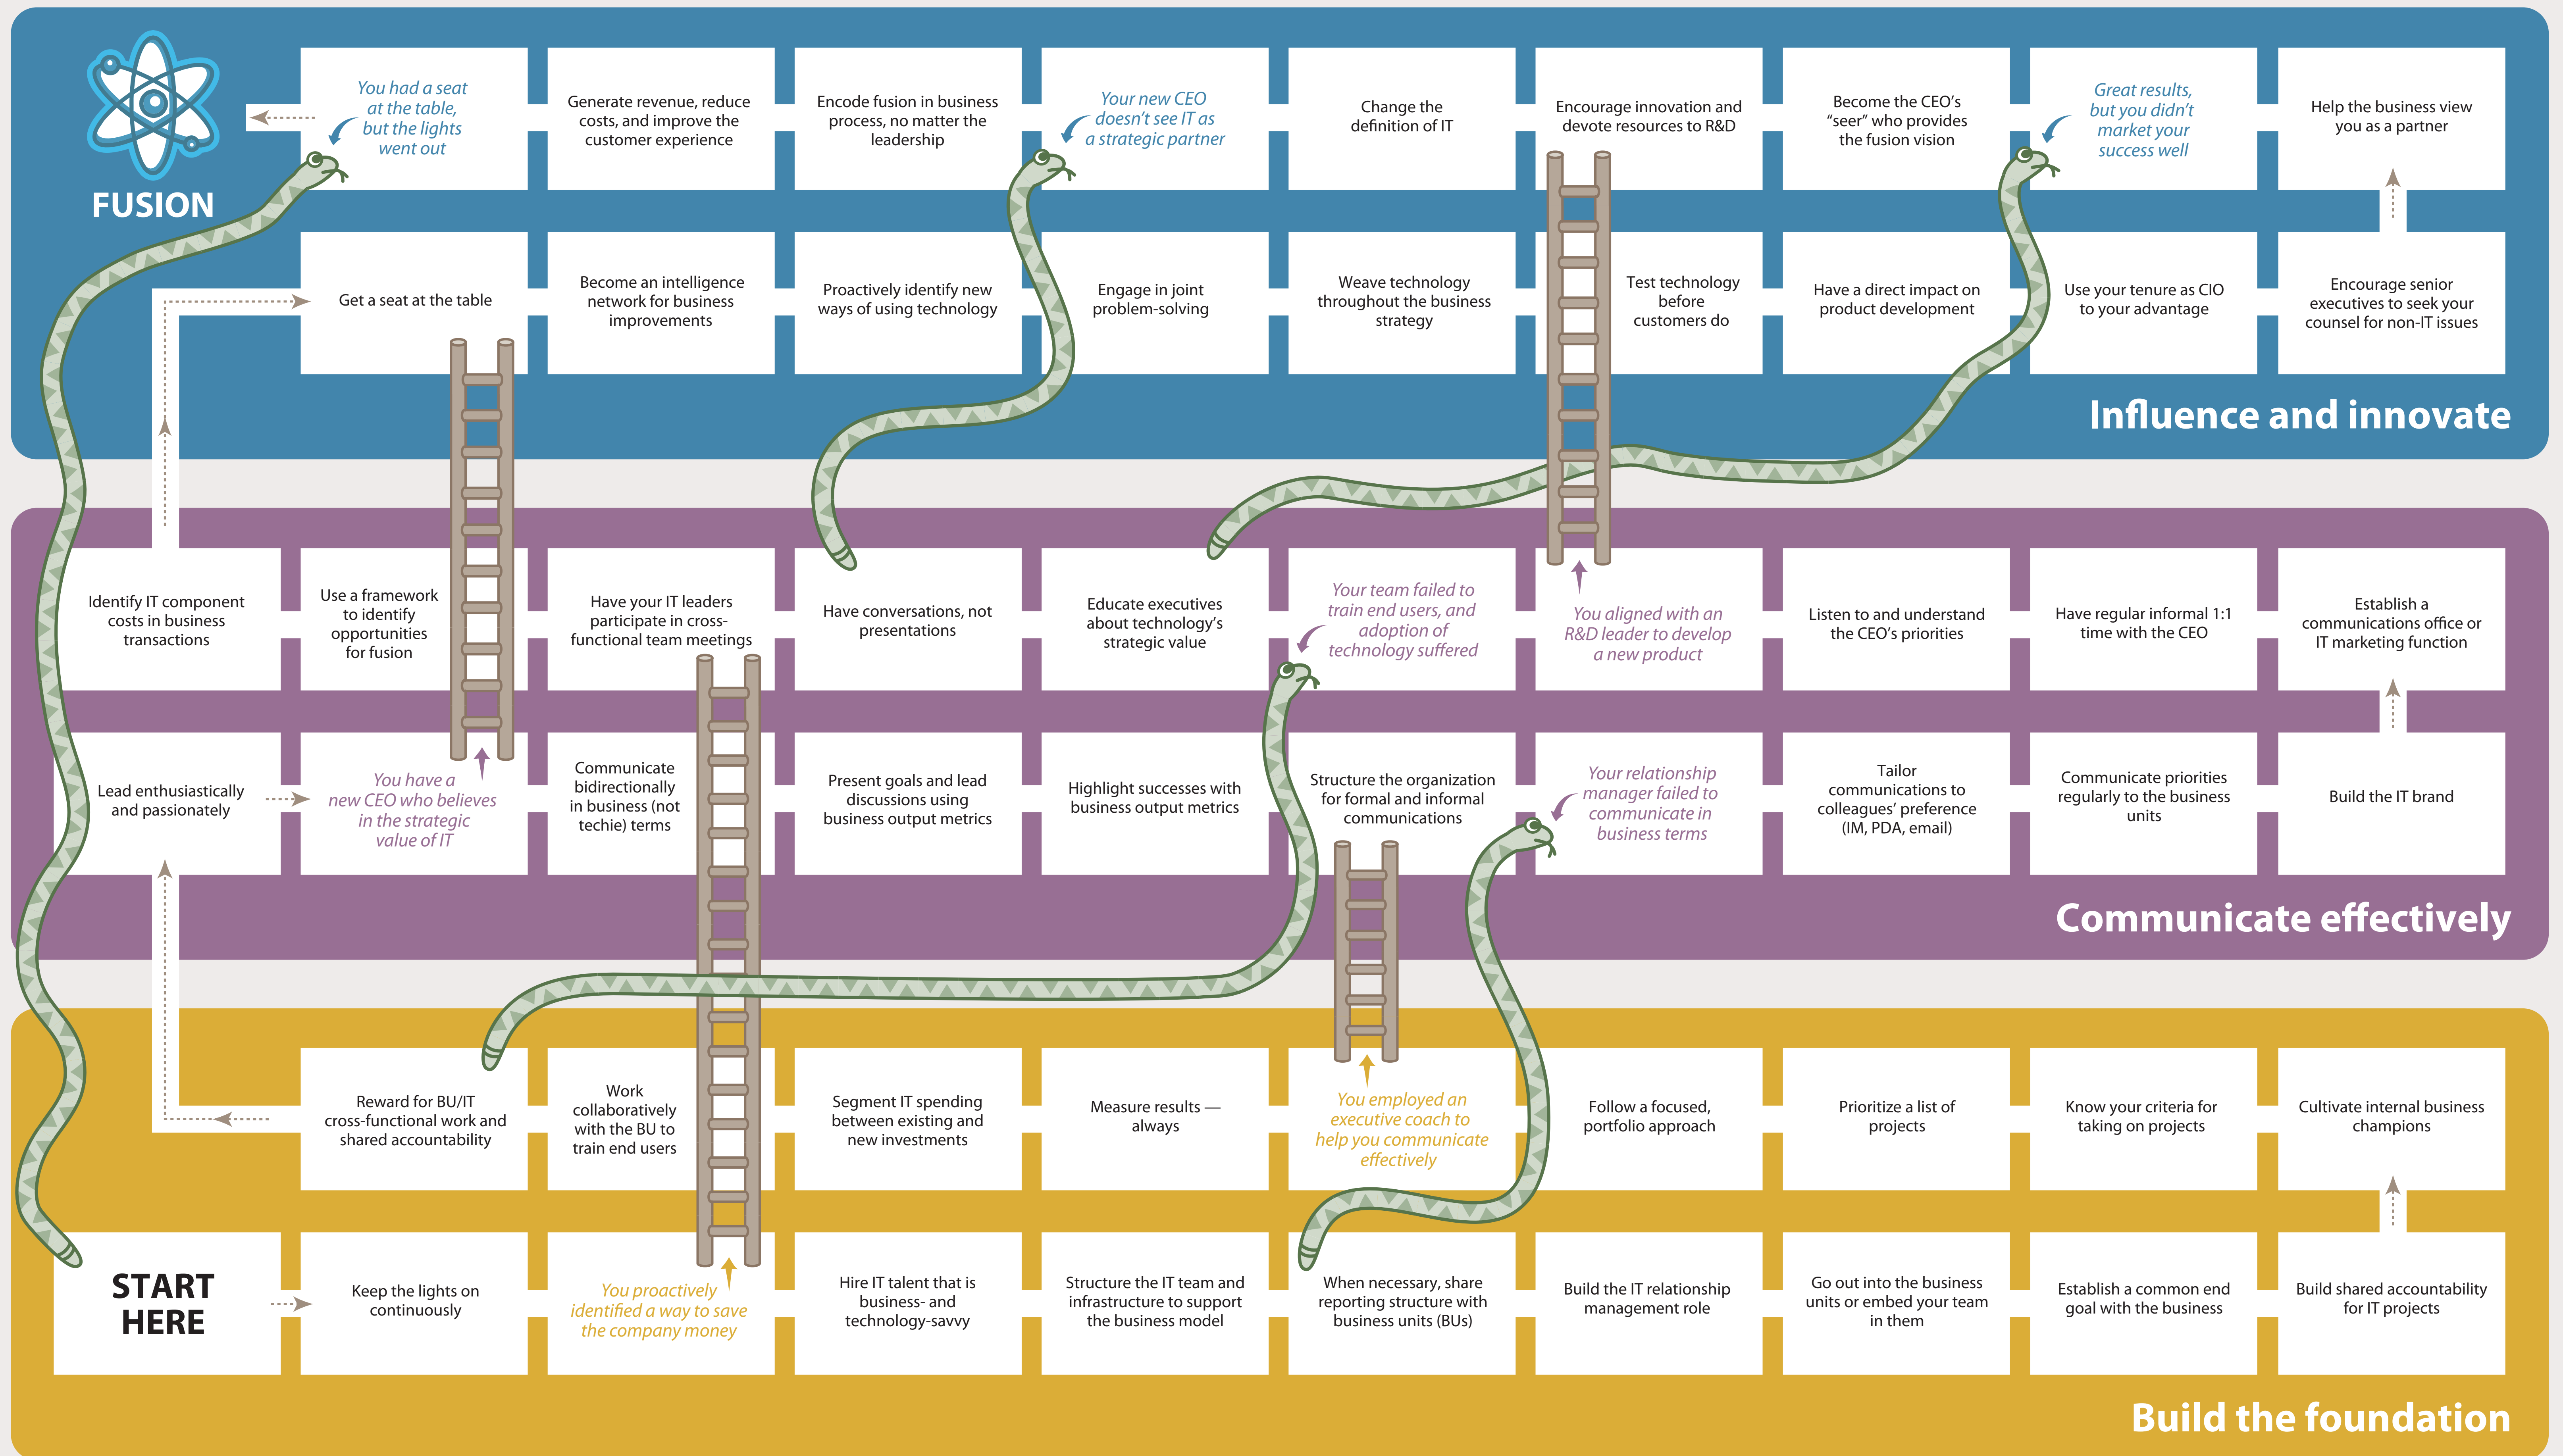 FUSION
You had a seat
at the table,
but the lights
went out
Generate revenue, reduce
costs, and improve the
customer experience
Encode fusion in business
process, no matter the
leadership
Your new CEO
doesn’t see IT as
a strategic partner
Change the
definition of IT
Encourage innovation and
devote resources to R&D
Become the CEO’s
“seer” who provides
the fusion vision
Great results,
but you didn’t
market your
success well
Help the business view
you as a partner
Get a seat at the table
Become an intelligence
network for business
improvements
Proactively identify new
ways of using technology
Engage in joint
problem-solving
Weave technology
throughout the business
strategy
Test technology
before
customers do
Have a direct impact on
product development
Use your tenure as CIO
to your advantage
Encourage senior
executives to seek your
counsel for non-IT issues
Influence and innovate
Identify IT component
costs in business
transactions
Use a framework
to identify
opportunities
for fusion
Have your IT leaders
participate in cross-
functional team meetings
Have conversations, not
presentations
Educate executives
about technology’s
strategic value
Your team failed to
train end users, and
adoption of
technology suffered
You aligned with an
R&D leader to develop
a new product
Listen to and understand
the CEO’s priorities
Have regular informal 1:1
time with the CEO
Establish a
communications office or
IT marketing function
Lead enthusiastically
and passionately
You have a
new CEO who believes
in the strategic
value of IT
Communicate
bidirectionally
in business (not
techie) terms
Present goals and lead
discussions using
business output metrics
Highlight successes with
business output metrics
Structure the organization
for formal and informal
communications
Your relationship
manager failed to
communicate in
business terms
Tailor
communications to
colleagues’ preference
(IM, PDA, email)
Communicate priorities
regularly to the business
units
Build the IT brand
Communicate effectively
Reward for BU/IT
cross-functional work and
shared accountability
Work
collaboratively
with the BU to
train end users
Segment IT spending
between existing and
new investments
Measure results —
always
You employed an
executive coach to
help you communicate
effectively
Follow a focused,
portfolio approach
Prioritize a list of
projects
Know your criteria for
taking on projects
Cultivate internal business
champions
START
HERE
Keep the lights on
continuously
You proactively
identified a way to save
the company money
Hire IT talent that is
business- and
technology-savvy
Structure the IT team and
infrastructure to support
the business model
When necessary, share
reporting structure with
business units (BUs)
Build the IT relationship
management role
Go out into the business
units or embed your team
in them
Establish a common end
goal with the business
Build shared accountability
for IT projects
Build the foundation